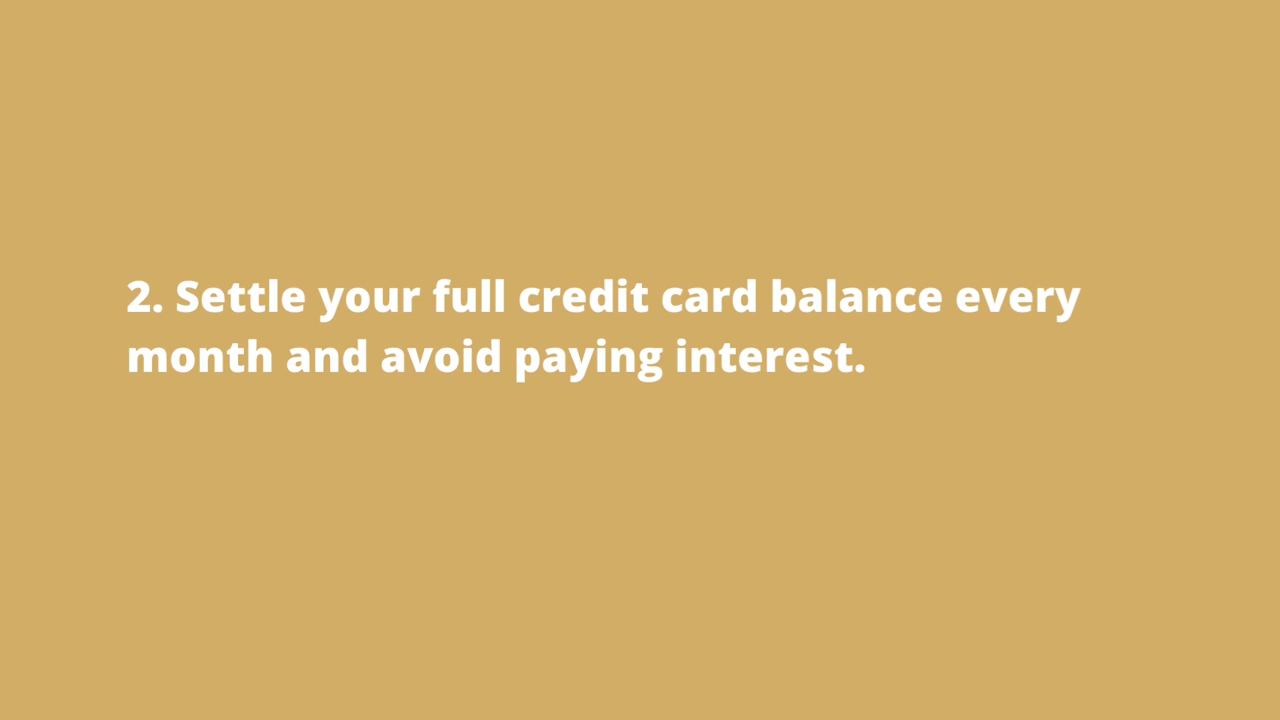 2. Settle your full credit card balance every
month and avoid paying interest.